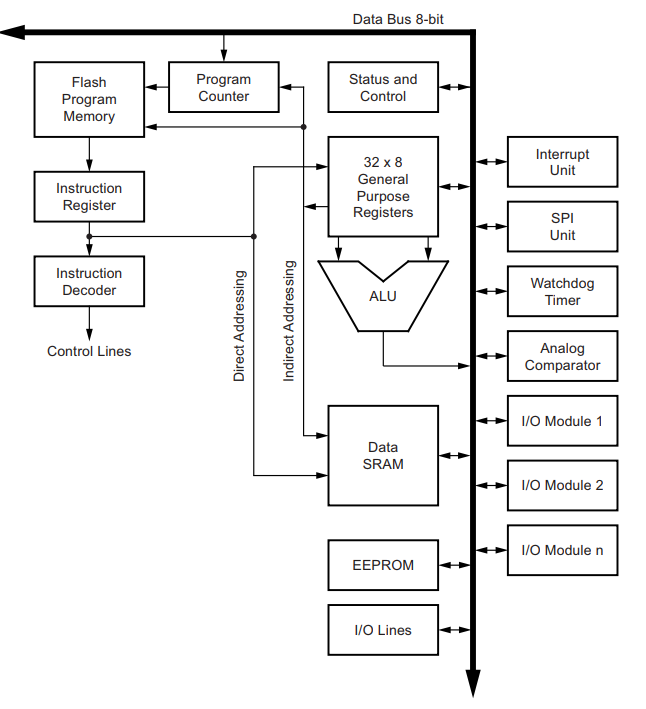 Data Bus 8-bit
Flash
Program
Memory
Program
Counter
Status and
Control
32 x 8
General
Purpose
Registers
Interrupt
Unit
Instruction
Register
SPI
Unit
Instruction
Decoder
Direct Addressing
Indirect Addressing
ALU
Watchdog
Timer
Control Lines
Analog
Comparator
I/O Module 1
Data
SRAM
I/O Module 2
I/O Module n
EEPROM
I/O Lines